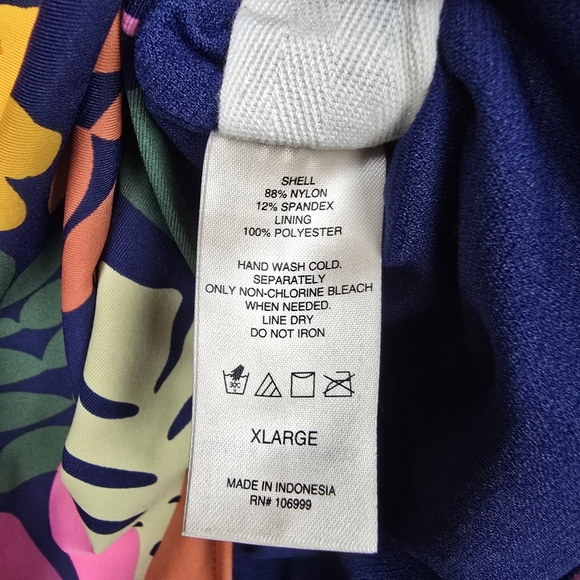 SHELL
88% NYLON
12% SPANDEX
LINING
100% POLYESTER
HAND WASH COLD.
SEPARATELY
ONLY NON-CHLORINE BLEACH
WHEN NEEDED.
LINE DRY
DO NOT IRON
30C
XLARGE
MADE IN INDONESIA
RN# 106999